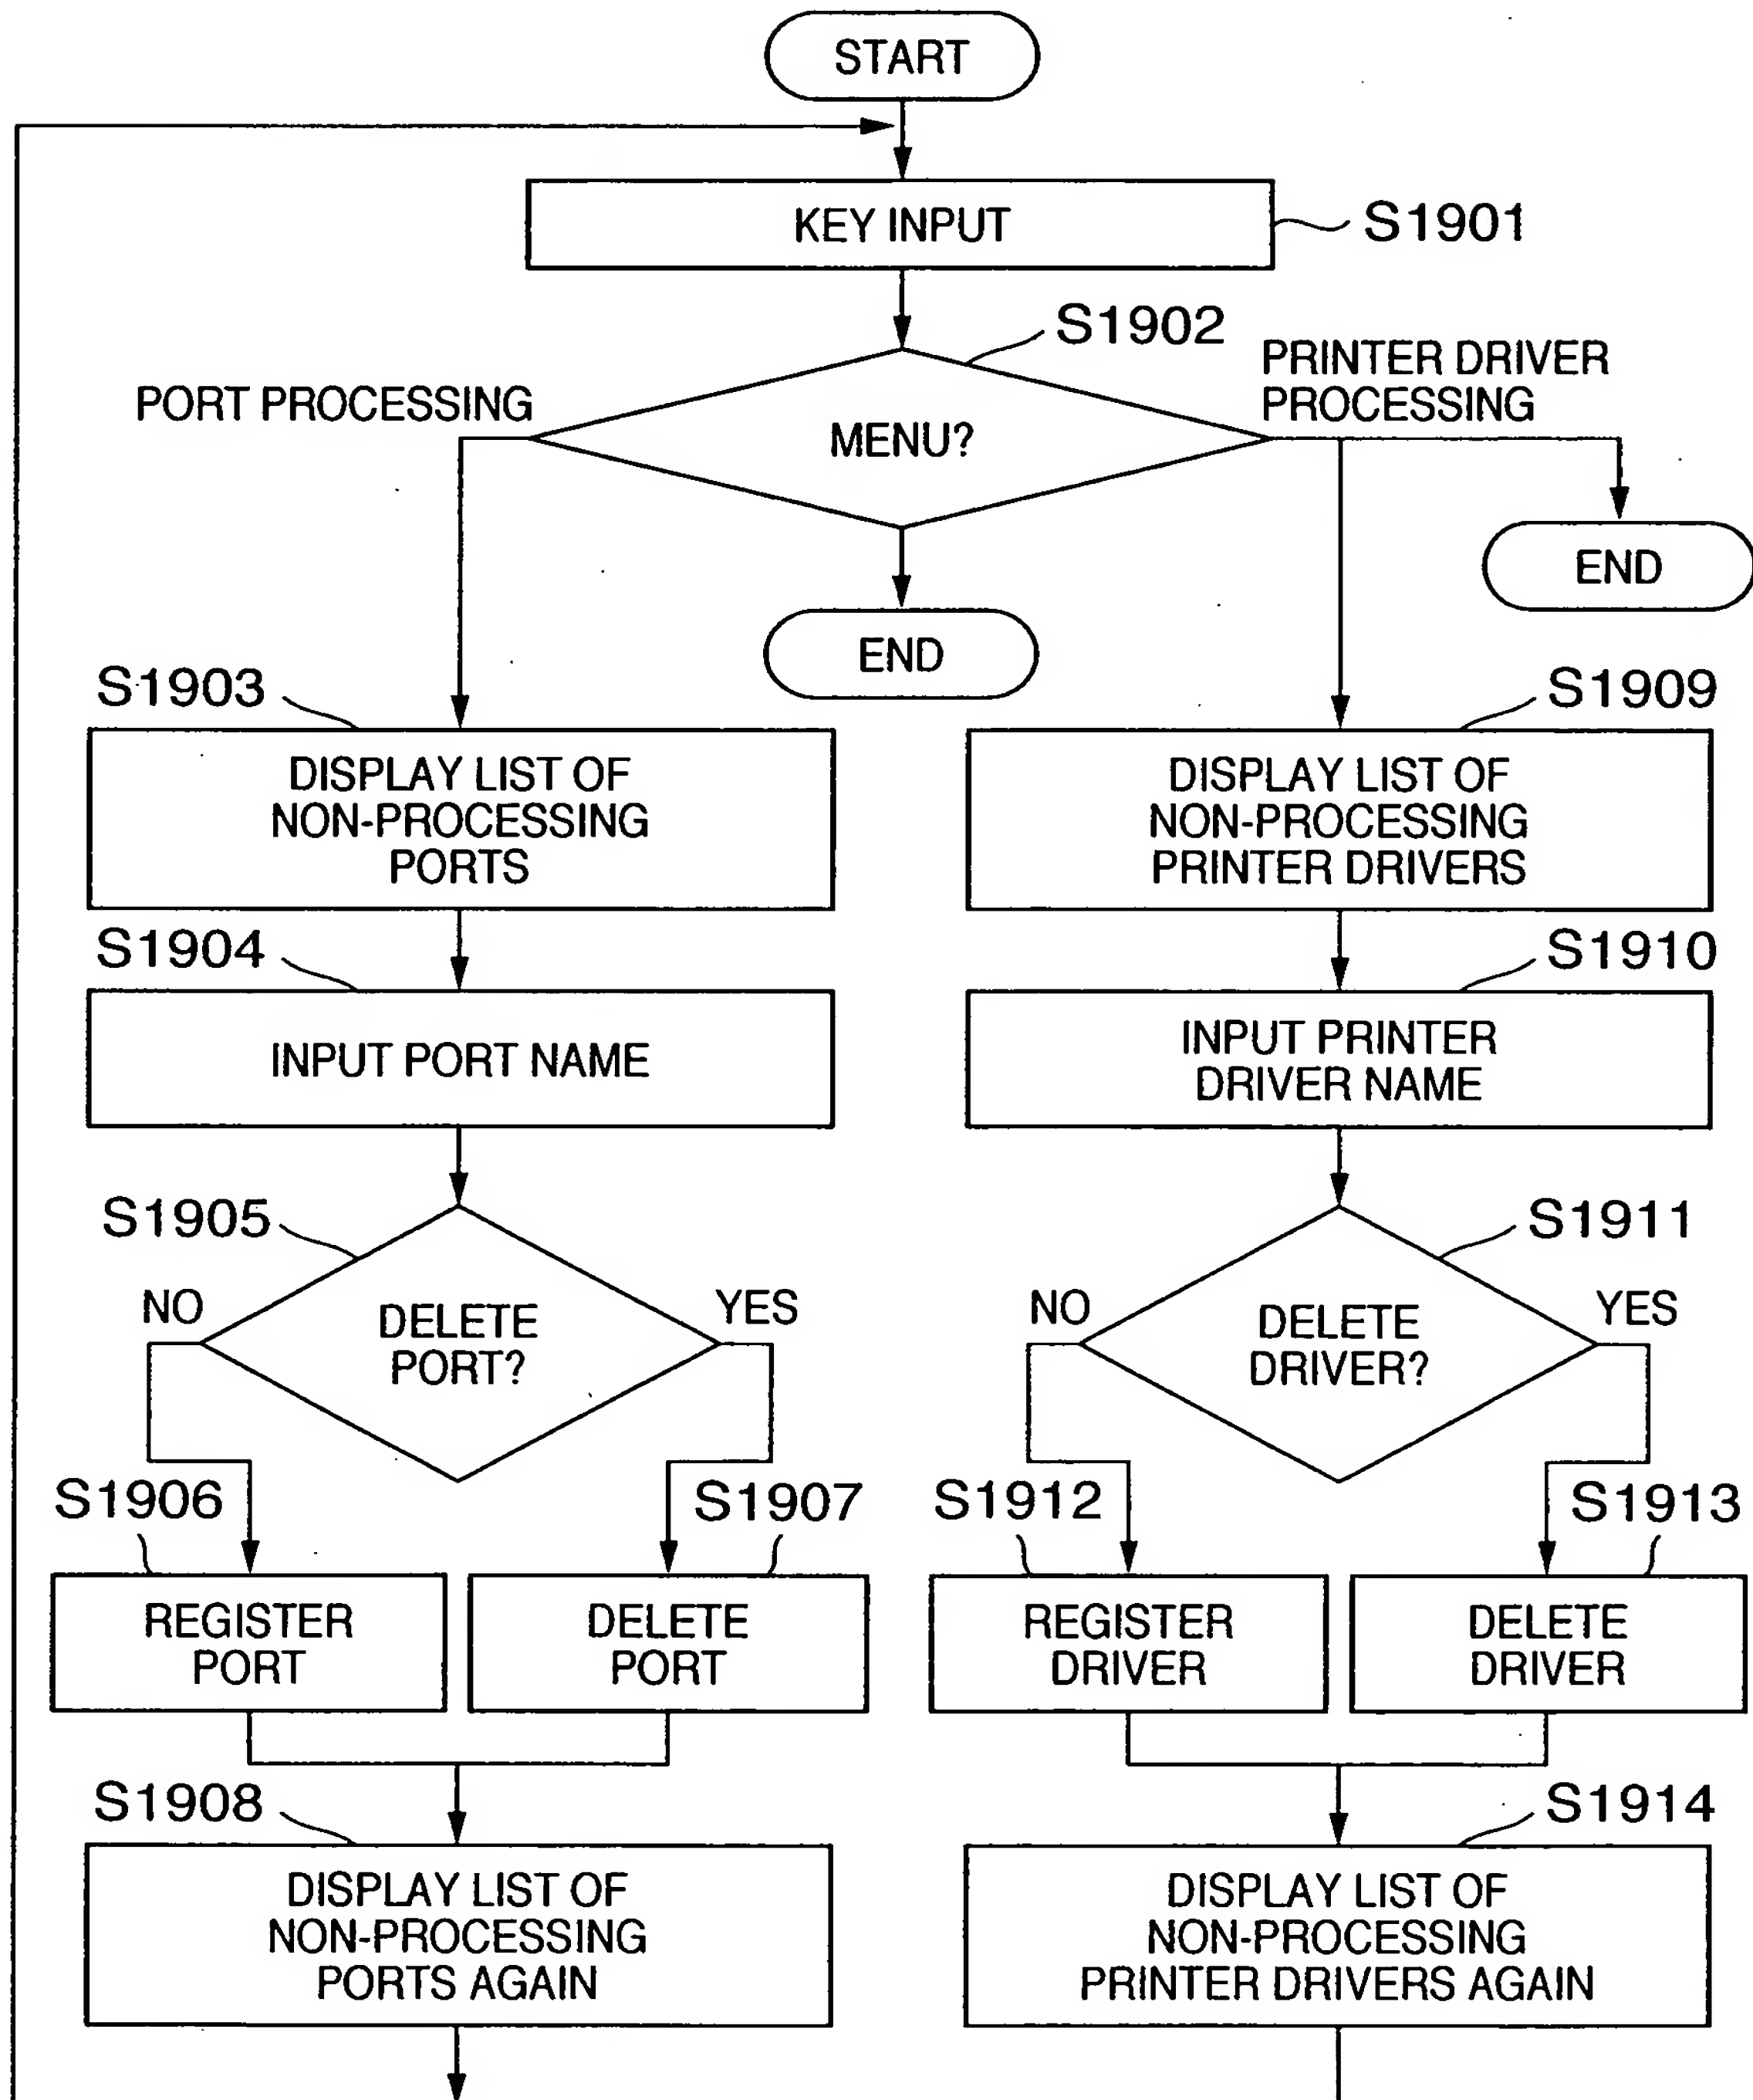 START
KEY INPUT
S1901
S1902
PORT PROCESSING
PRINTER DRIVER
PROCESSING
MENU?
END
END
S1903
DISPLAY LIST OF
NON-PROCESSING
PORTS
S1909
DISPLAY LIST OF
NON-PROCESSING
PRINTER DRIVERS
S1904
INPUT PORT NAME
S1910
INPUT PRINTER
DRIVER NAME
S1905
NO
DELETE
PORT?
YES
S1911
NO
DELETE
DRIVER?
YES
S1906
REGISTER
PORT
S1907
DELETE
PORT
S1912
REGISTER
DRIVER
S1913
DELETE
DRIVER
S1908
DISPLAY LIST OF
NON-PROCESSING
PORTS AGAIN
S1914
DISPLAY LIST OF
NON-PROCESSING
PRINTER DRIVERS AGAIN